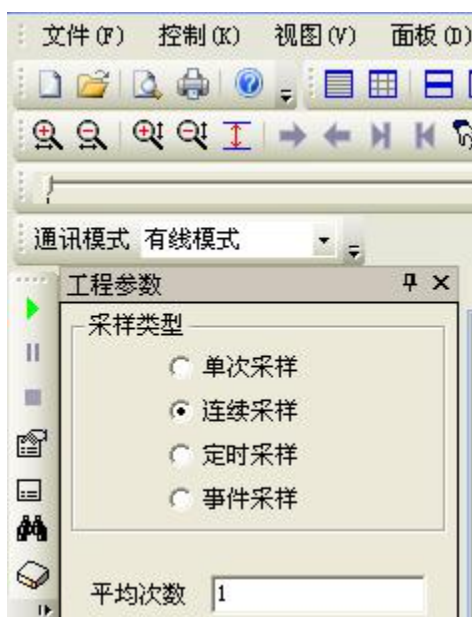 文件(F) 控制(K) 视图(V) 面板(D)
通讯模式 有线模式
工程参数
采样类型
单次采样
连续采样
定时采样
事件采样
平均次数 1